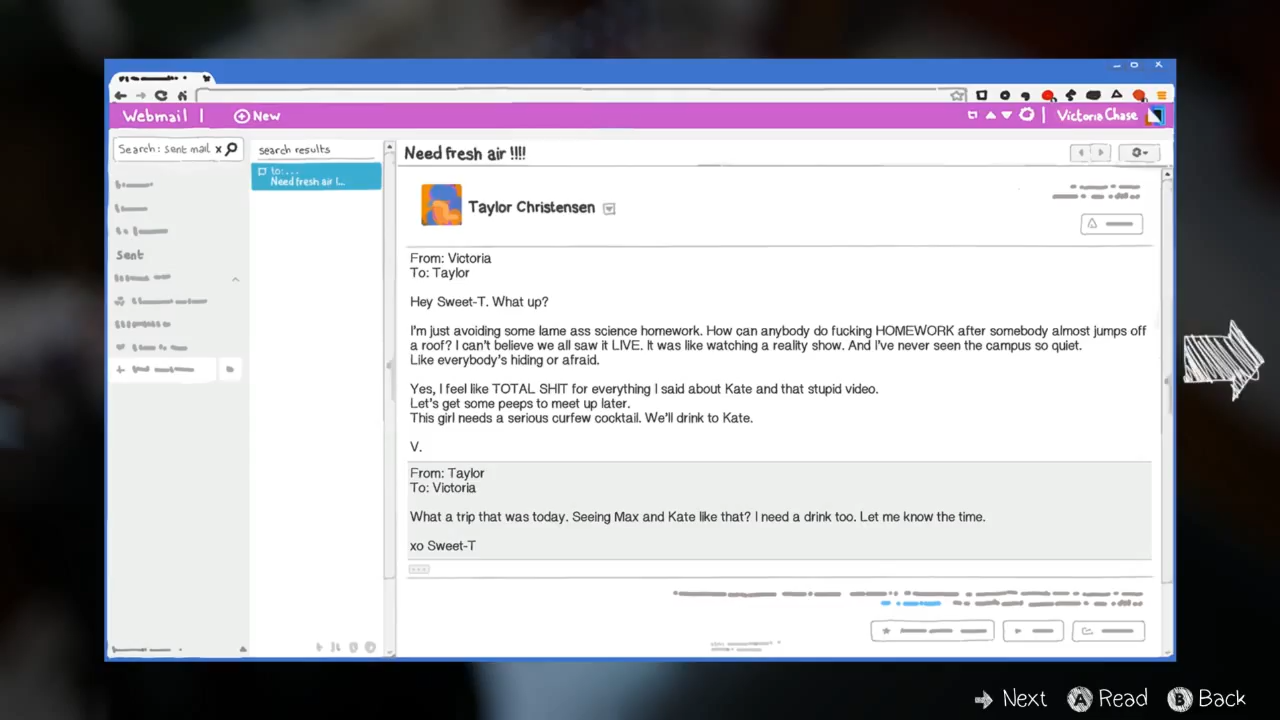 Webmail | New | Victoria Chase
Search: sent mail x
search results
Need fresh air !!!!
to:...
Need fresh air !...
Taylor Christensen
Sent
From: Victoria
To: Taylor
Hey Sweet-T. What up?
I'm just avoiding some lame ass science homework. How can anybody do fucking HOMEWORK after somebody almost jumps off
a roof? I can't believe we all saw it LIVE. It was like watching a reality show. And I've never seen the campus so quiet.
Like everybody's hiding or afraid.
Yes, I feel like TOTAL SHIT for everything I said about Kate and that stupid video.
Let's get some peeps to meet up later.
This girl needs a serious curfew cocktail. We'll drink to Kate.
V.
From: Taylor
To: Victoria
What a trip that was today. Seeing Max and Kate like that? I need a drink too. Let me know the time.
xo Sweet-T
Next A Read B Back